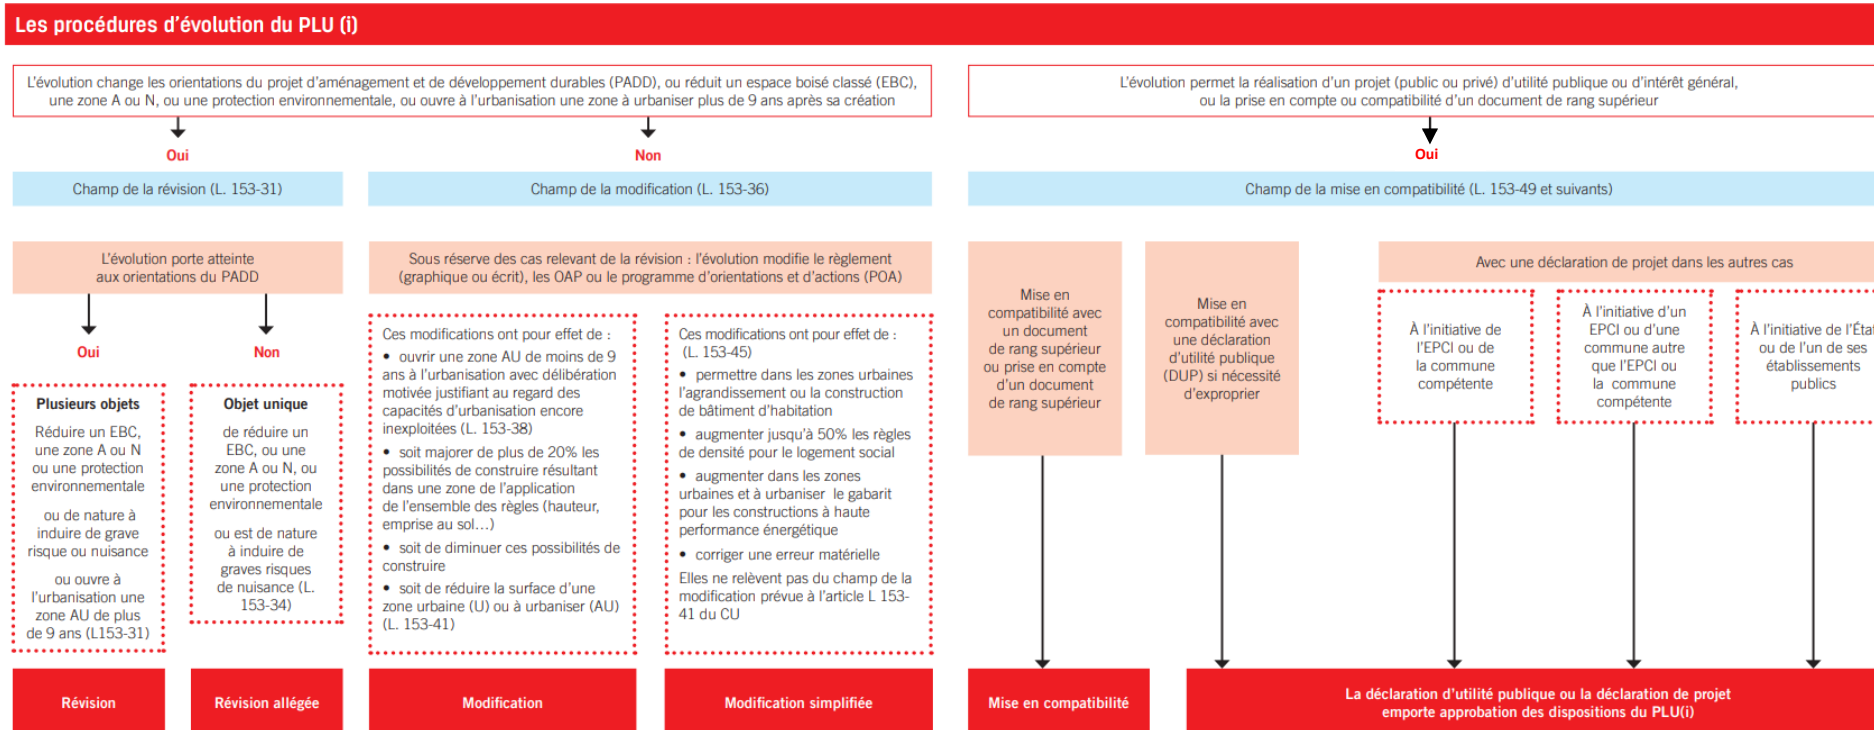 Les procédures d'évolution du PLU (i)
L'évolution change les orientations du projet d'aménagement et de développement durables (PADD), ou réduit un espace boisé classé (EBC),
une zone A ou N, ou une protection environnementale, ou ouvre à l'urbanisation une zone à urbaniser plus de 9 ans après sa création
Oui
Non
Champ de la révision (L. 153-31)
Champ de la modification (L. 153-36)
L'évolution porte atteinte
aux orientations du PADD
Oui
Non
Plusieurs objets
Réduire un EBC,
une zone A ou N
ou une protection
environnementale
ou de nature à
induire de grave
risque ou nuisance
ou ouvre à
l'urbanisation une
zone AU de plus
de 9 ans (L153-31)
Révision
Objet unique
de réduire un
EBC, ou une
zone A ou N, ou
une protection
environnementale
ou est de nature
à induire de
graves risques
de nuisance (L.
153-34)
Révision allégée
Sous réserve des cas relevant de la révision : l'évolution modifie le règlement
(graphique ou écrit), les OAP ou le programme d'orientations et d'actions (POA)
Ces modifications ont pour effet de :
• ouvrir une zone AU de moins de 9
ans à l'urbanisation avec délibération
motivée justifiant au regard des
capacités d'urbanisation encore
inexploitées (L. 153-38)
• soit majorer de plus de 20% les
possibilités de construire résultant
dans une zone de l'application
de l'ensemble des règles (hauteur,
emprise au sol…)
• soit de diminuer ces possibilités de
construire
• soit de réduire la surface d'une
zone urbaine (U) ou à urbaniser (AU)
(L. 153-41)
Modification
Ces modifications ont pour effet de :
(L. 153-45)
• permettre dans les zones urbaines
l'agrandissement ou la construction
de bâtiment d'habitation
• augmenter jusqu'à 50% les règles
de densité pour le logement social
• augmenter dans les zones
urbaines et à urbaniser le gabarit
pour les constructions à haute
performance énergétique
• corriger une erreur matérielle
Elles ne relèvent pas du champ de la
modification prévue à l'article L 153-
41 du CU
Modification simplifiée
L'évolution permet la réalisation d'un projet (public ou privé) d'utilité publique ou d'intérêt général,
ou la prise en compte ou compatibilité d'un document de rang supérieur
Oui
Champ de la mise en compatibilité (L. 153-49 et suivants)
Mise en
compatibilité avec
un document
de rang supérieur
ou prise en compte
d'un document
de rang supérieur
Mise en compatibilité
Mise en
compatibilité avec
une déclaration
d'utilité publique
(DUP) si nécessité
d'exproprier
Avec une déclaration de projet dans les autres cas
À l'initiative de
l'EPCI ou de
la commune
compétente
À l'initiative d'un
EPCI ou d'une
commune autre
que l'EPCI ou
la commune
compétente
À l'initiative de l'État
ou de l'un de ses
établissements
publics
La déclaration d'utilité publique ou la déclaration de projet
emporte approbation des dispositions du PLU(i)